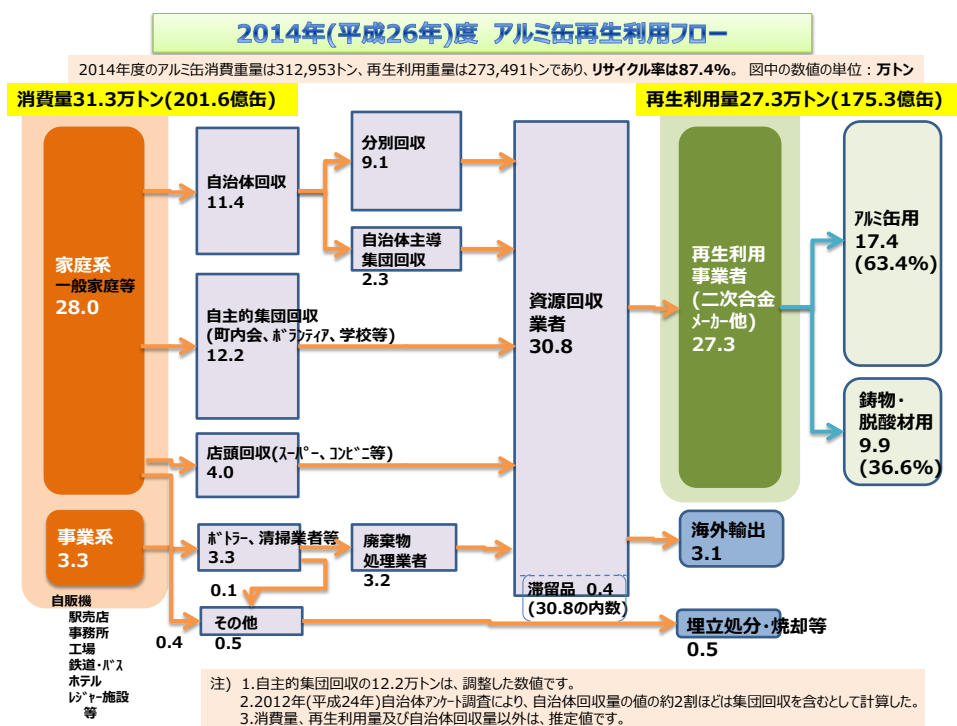 2014年(平成26年)度 アルミ缶再生利用フロー
2014年度のアルミ缶消費重量は312,953トン、再生利用重量は273,491トンであり、リサイクル率は87.4%。 図中の数値の単位：万トン
消費量31.3万トン(201.6億缶)
再生利用量27.3万トン(175.3億缶)
家庭系
一般家庭等
28.0
事業系
3.3
自販機
駅売店
事務所
工場
鉄道・ﾊﾞｽ
ホテル
ﾚｼﾞｬｰ施設
等
自治体回収
11.4
自主的集団回収
(町内会、ﾎﾞﾗﾝﾃｨｱ、学校等)
12.2
店頭回収(ｽｰﾊﾟｰ、ｺﾝﾋﾞﾆ等)
4.0
ﾎﾞﾄﾗｰ、清掃業者等
3.3
0.1
0.4
その他
0.5
分別回収
9.1
自治体主導
集団回収
2.3
廃棄物
処理業者
3.2
資源回収
業者
30.8
滞留品 0.4
(30.8の内数)
再生利用
事業者
(二次合金
ﾒｰｶｰ他)
27.3
海外輸出
3.1
埋立処分・焼却等
0.5
ｱﾙﾐ缶用
17.4
(63.4%)
鋳物・
脱酸材用
9.9
(36.6%)
注) 1.自主的集団回収の12.2万トンは、調整した数値です。
2.2012年(平成24年)自治体ｱﾝｹｰﾄ調査により、自治体回収量の値の約2割ほどは集団回収を含むとして計算した。
3.消費量、再生利用量及び自治体回収量以外は、推定値です。